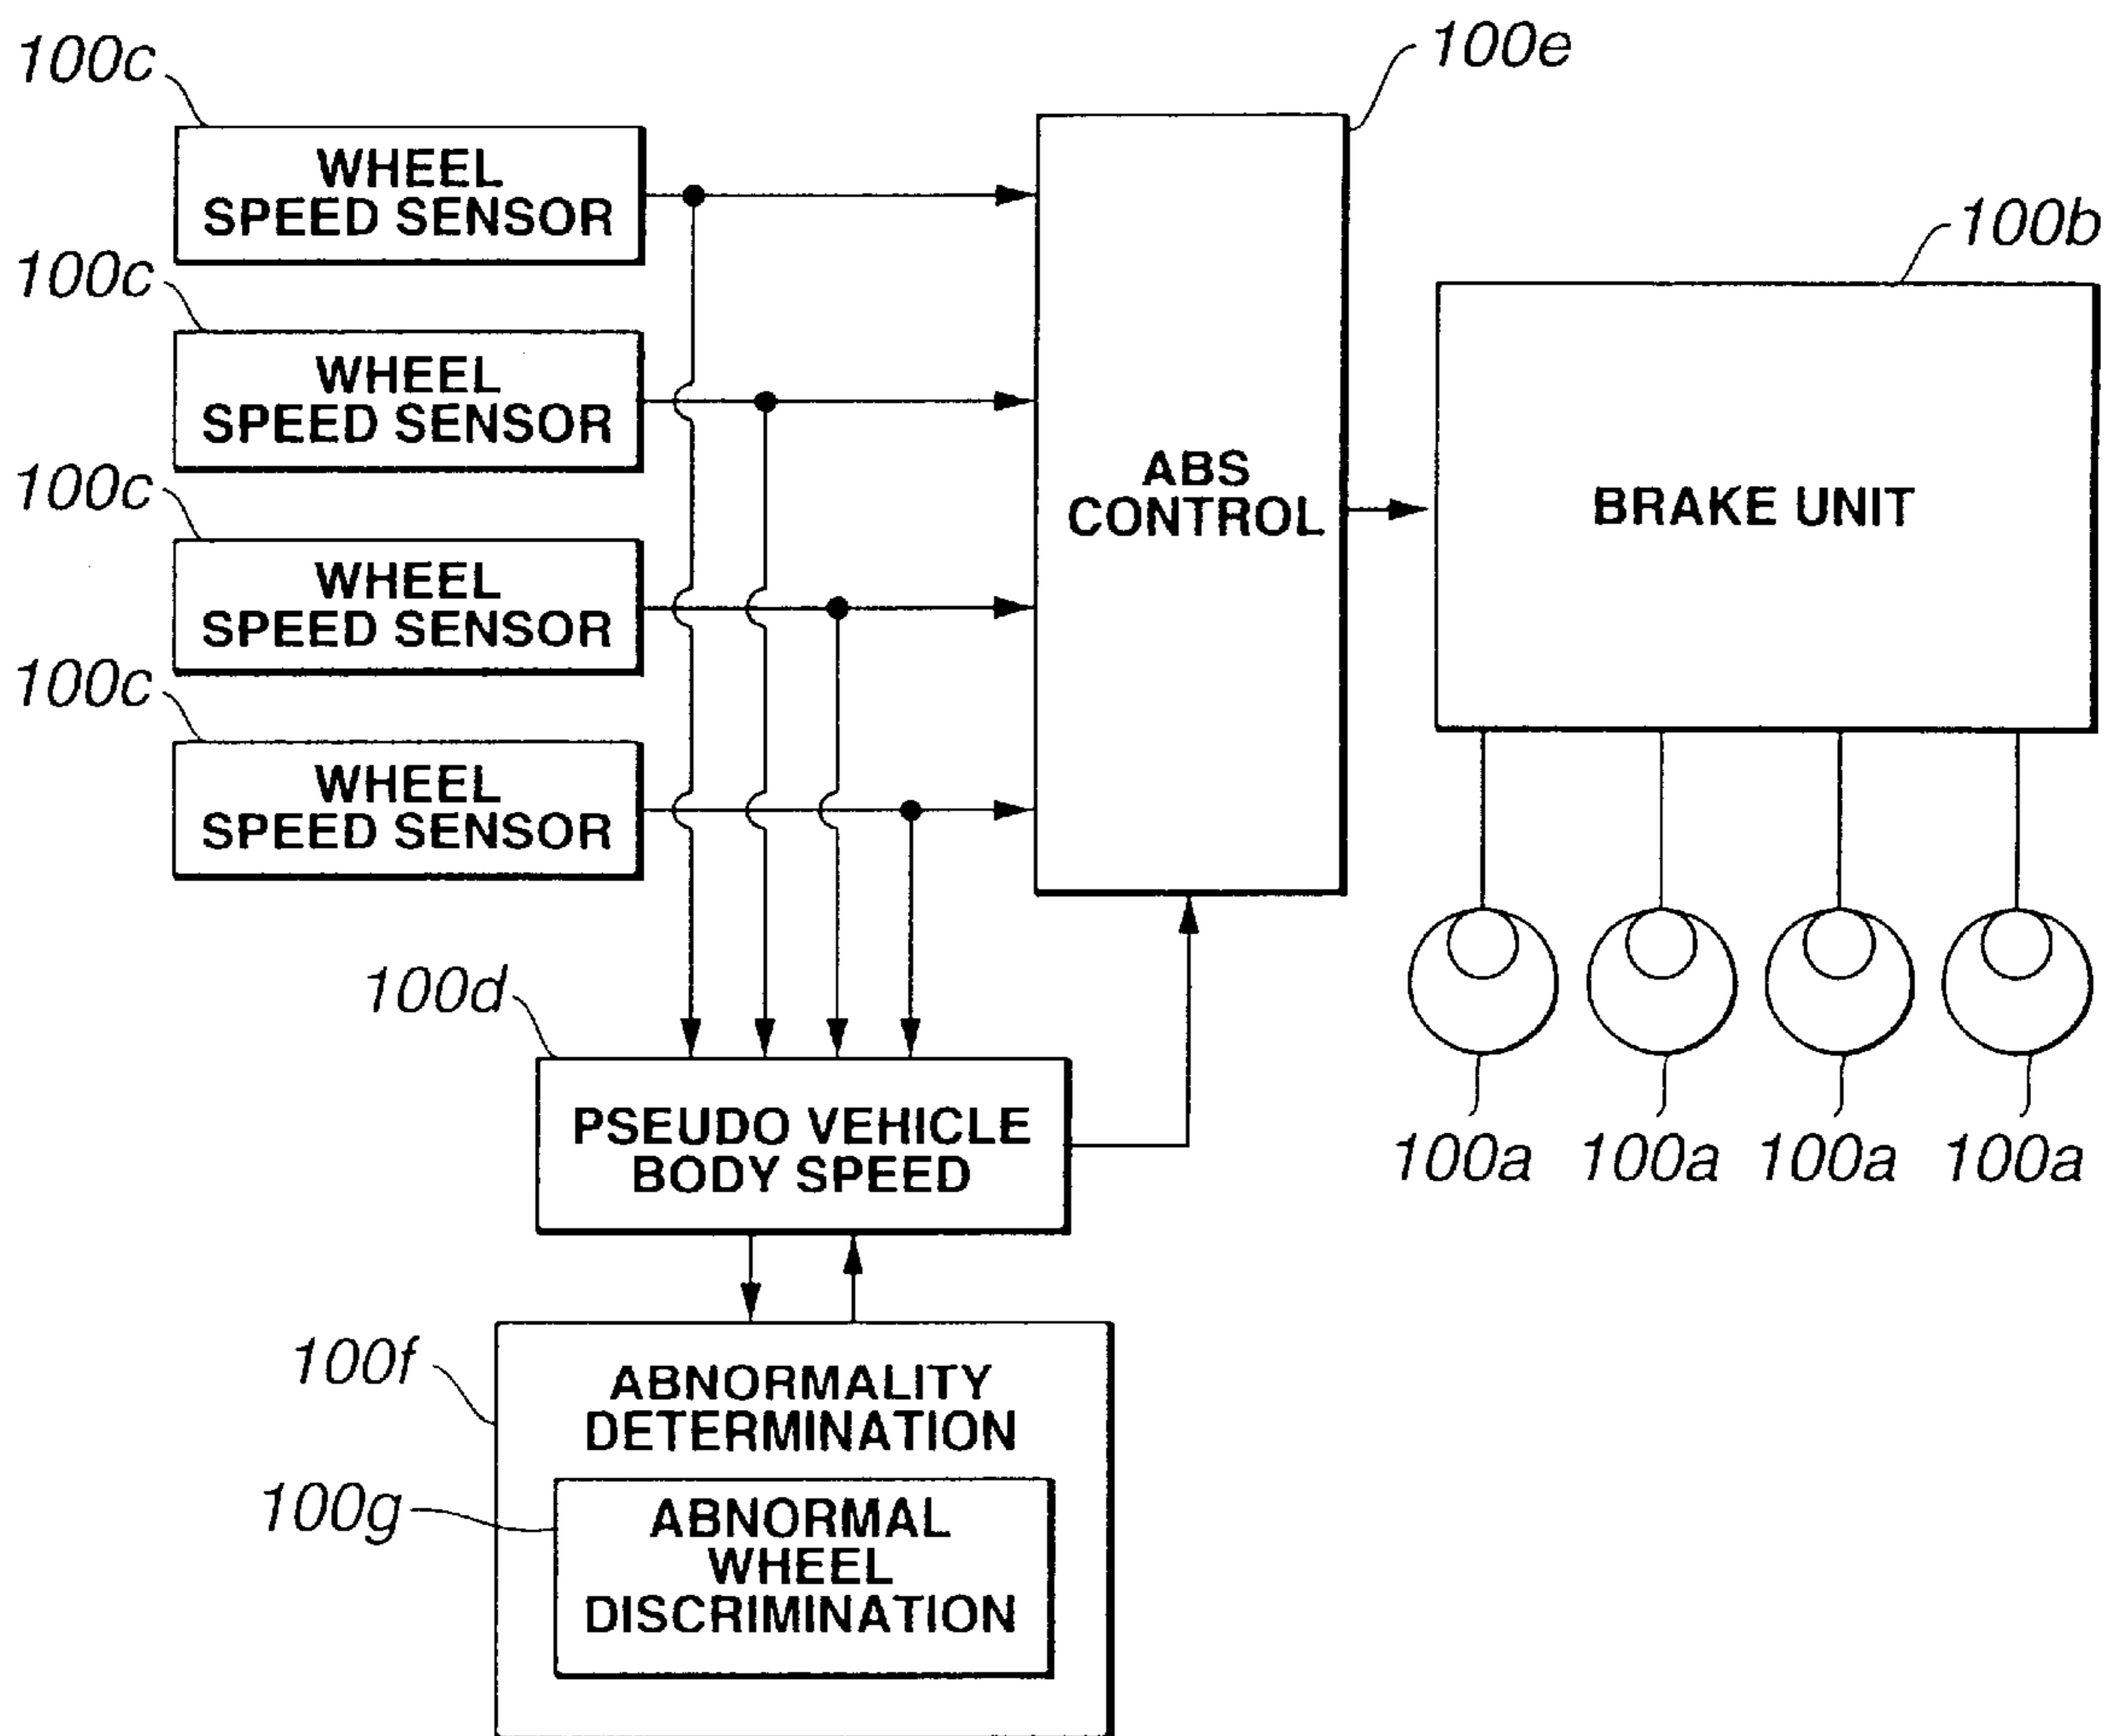 100c
WHEEL
SPEED SENSOR
100c
WHEEL
SPEED SENSOR
100c
WHEEL
SPEED SENSOR
100c
WHEEL
SPEED SENSOR
100e
ABS
CONTROL
100b
BRAKE UNIT
100a 100a 100a 100a
100d
PSEUDO VEHICLE
BODY SPEED
100f
ABNORMALITY
DETERMINATION
100g
ABNORMAL
WHEEL
DISCRIMINATION